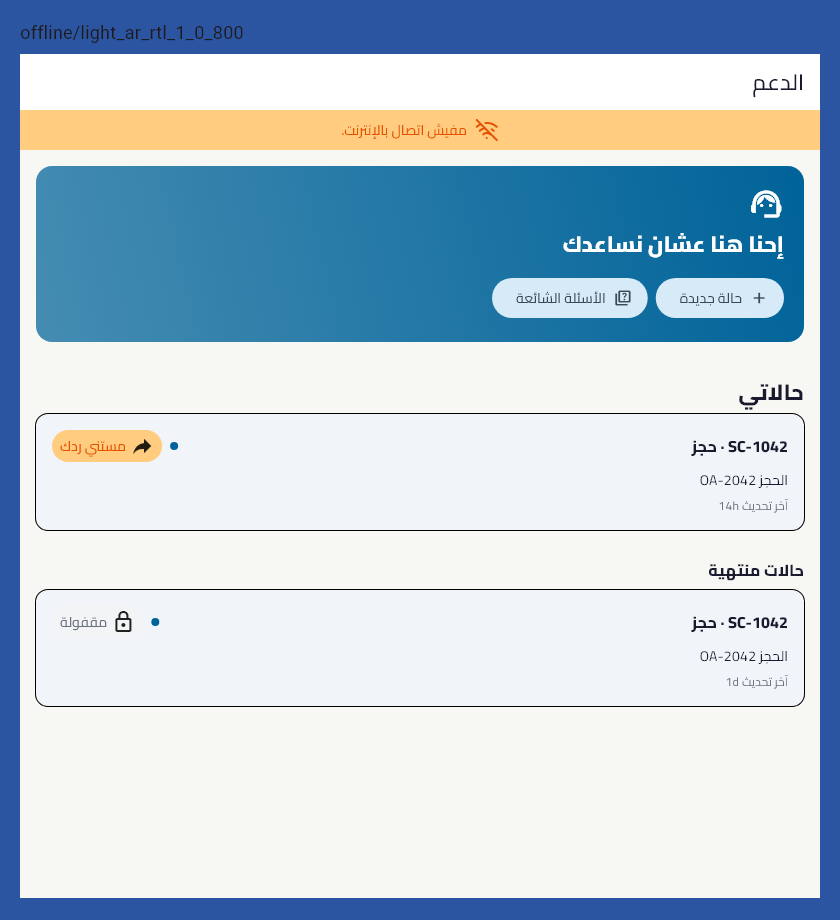 offline/light_ar_rtl_1_0_800
الدعم
مفيش اتصال بالإنترنت.
إحنا هنا عشان نساعدك
حالة جديدة
الأسئلة الشائعة
حالاتي
SC-1042 · حجز
مستني ردك
الحجز OA-2042
آخر تحديث 14h
حالات منتهية
SC-1042 · حجز
مقفولة
الحجز OA-2042
آخر تحديث 1d